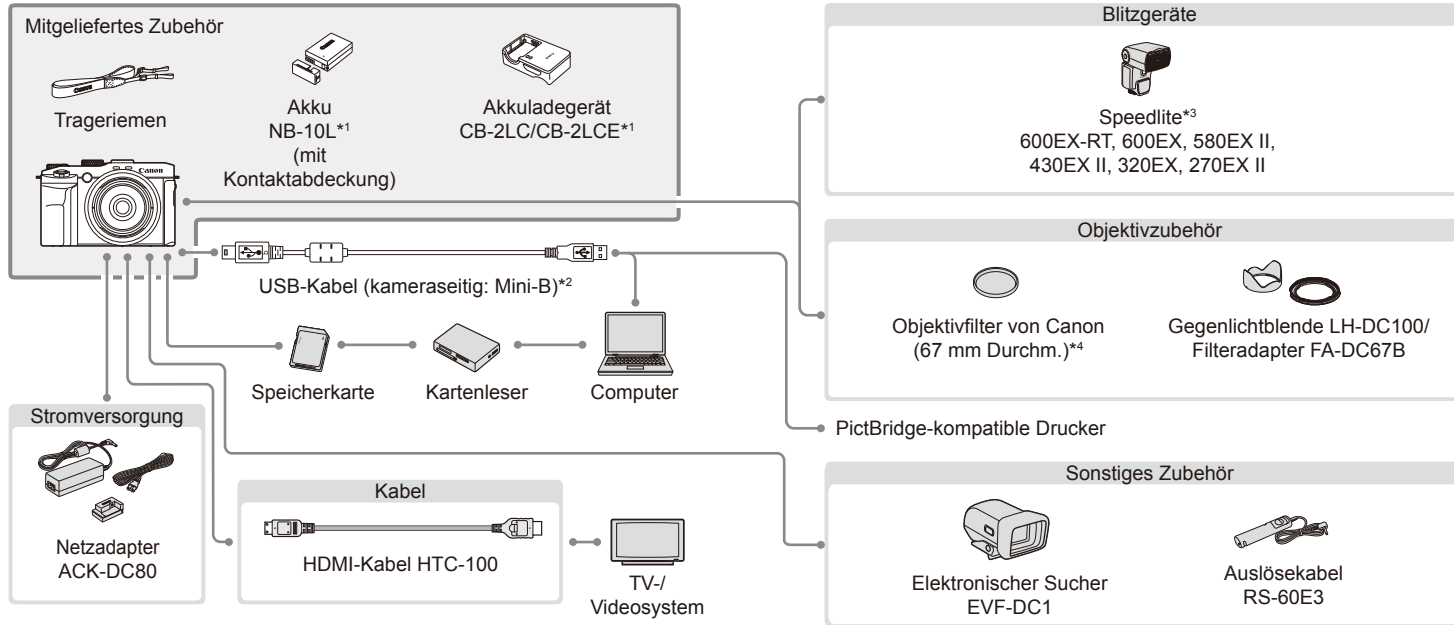 Mitgeliefertes Zubehör
Canon
Trageriemen
Akku
NB-10L*1
(mit
Kontaktabdeckung)
Akkuladegerät
CB-2LC/CB-2LCE*1
Canon
USB-Kabel (kameraseitig: Mini-B)*2
Speicherkarte
Kartenleser
Computer
Stromversorgung
Netzadapter
ACK-DC80
Kabel
HDMI-Kabel HTC-100
TV-/
Videosystem
Blitzgeräte
Speedlite*3
600EX-RT, 600EX, 580EX II,
430EX II, 320EX, 270EX II
Objektivzubehör
Objektivfilter von Canon
(67 mm Durchm.)*4
Gegenlichtblende LH-DC100/
Filteradapter FA-DC67B
PictBridge-kompatible Drucker
Sonstiges Zubehör
Elektronischer Sucher
EVF-DC1
Auslösekabel
RS-60E3